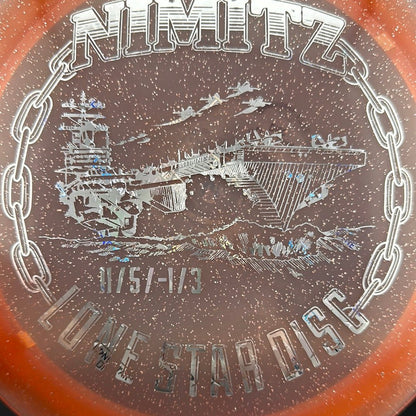 NIMITZ
11/5/-1/3
LONE STAR DISC